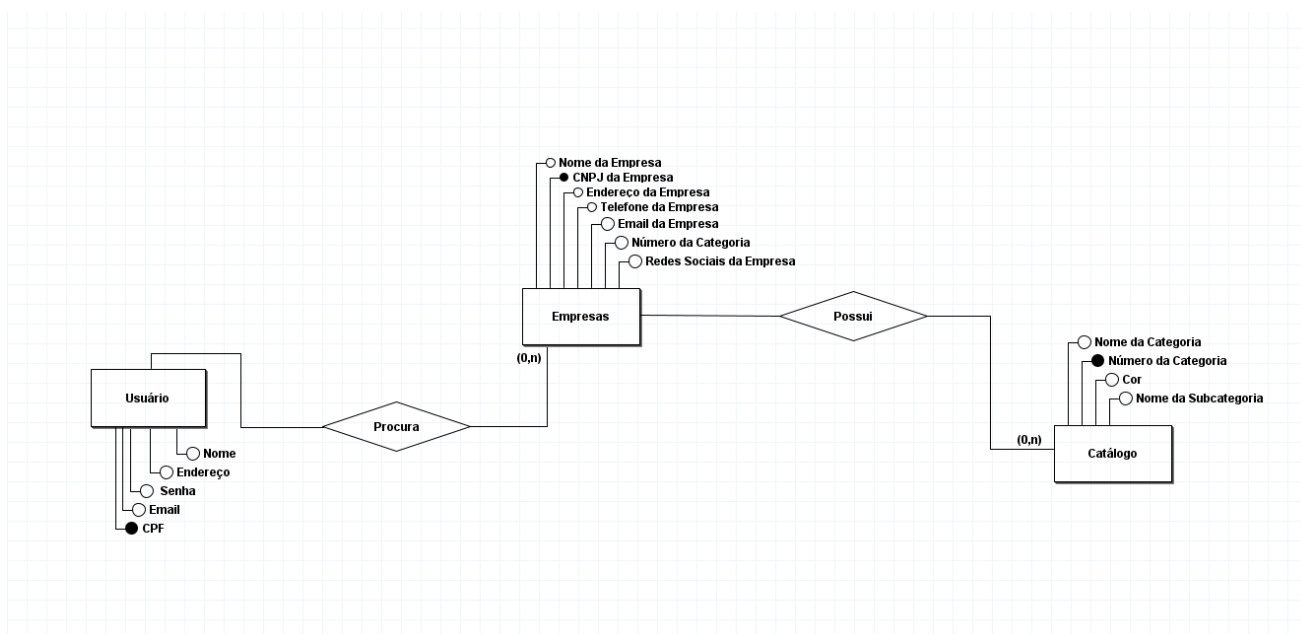 Nome da Empresa
CNPJ da Empresa
Endereço da Empresa
Telefone da Empresa
Email da Empresa
Número da Categoria
Redes Sociais da Empresa
Empresas
(0,n)
Possui
Nome da Categoria
Número da Categoria
Cor
Nome da Subcategoria
(0,n)
Catálogo
Usuário
Procura
Nome
Endereço
Senha
Email
CPF